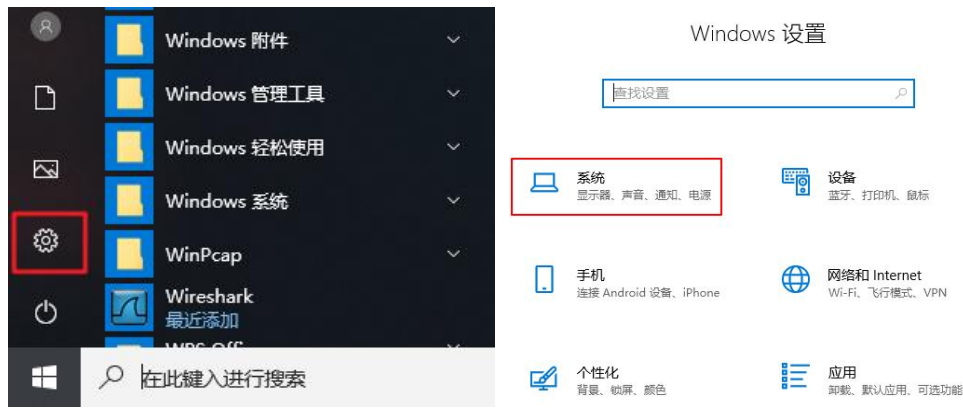 Windows 附件
Windows 管理工具
Windows 轻松使用
Windows 系统
WinPcap
Wireshark
最近添加
在此键入进行搜索
Windows 设置
查找设置
系统
显示器、声音、通知、电源
设备
蓝牙、打印机、鼠标
手机
连接 Android 设备、iPhone
网络和 Internet
Wi-Fi、飞行模式、VPN
个性化
背景、锁屏、颜色
应用
卸载、默认应用、可选功能